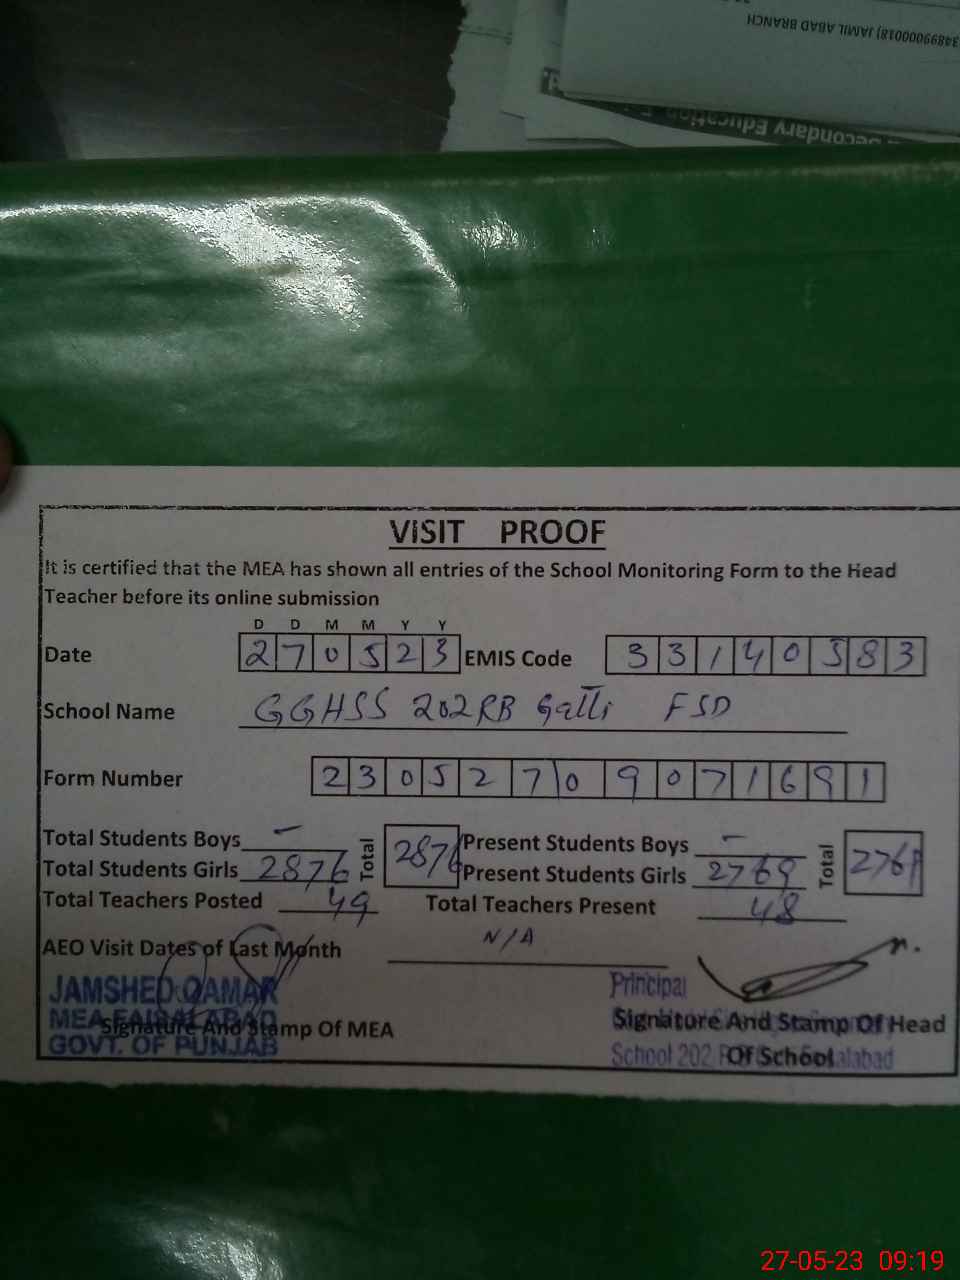 348990000018) JAMIL ABAD BRANCH
Secondary Education
VISIT PROOF
It is certified that the MEA has shown all entries of the School Monitoring Form to the Head
Teacher before its online submission
D D M M Y Y
Date 2 7 0 5 2 3 EMIS Code 3 3 1 4 0 5 8 3
School Name GGHSS 202RB Gatti FSD
Form Number 2 3 0 5 2 7 0 9 0 7 1 6 9 1
Total Students Boys - Total 2876 Present Students Boys - Total 2769
Total Students Girls 2876 Present Students Girls 2769
Total Teachers Posted 49 Total Teachers Present 48
AEO Visit Dates of Last Month N/A
JAMSHED QAMAR
MEA FAISALABAD
GOVT. OF PUNJAB
Signature And Stamp Of MEA
Principal
Signature And Stamp Of Head
Of School
School 202
27-05-23 09:19